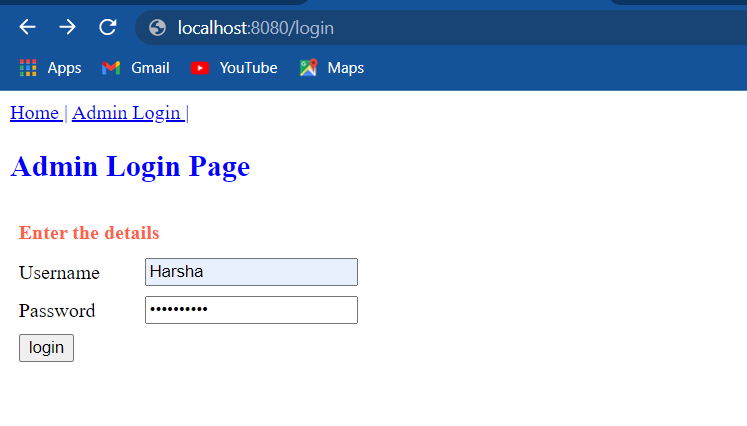 localhost:8080/login
Apps Gmail YouTube Maps
Home | Admin Login |
Admin Login Page
Enter the details
Username Harsha
Password ••••••••••
login